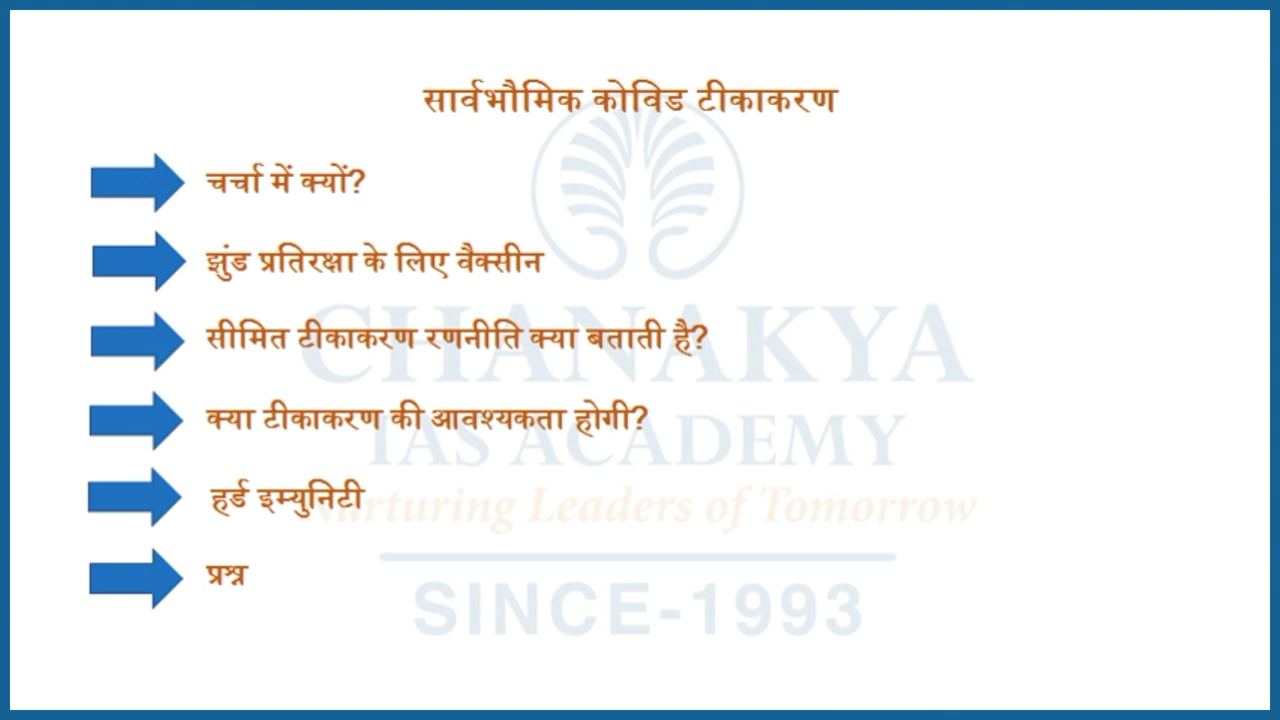 सार्वभौमिक कोविड टीकाकरण
चर्चा में क्यों?
झुंड प्रतिरक्षा के लिए वैक्सीन
सीमित टीकाकरण रणनीति क्या बताती है?
क्या टीकाकरण की आवश्यकता होगी?
हर्ड इम्युनिटी
प्रश्न
CHANAKYA
IAS ACADEMY
Nurturing Leaders of Tomorrow
SINCE-1993